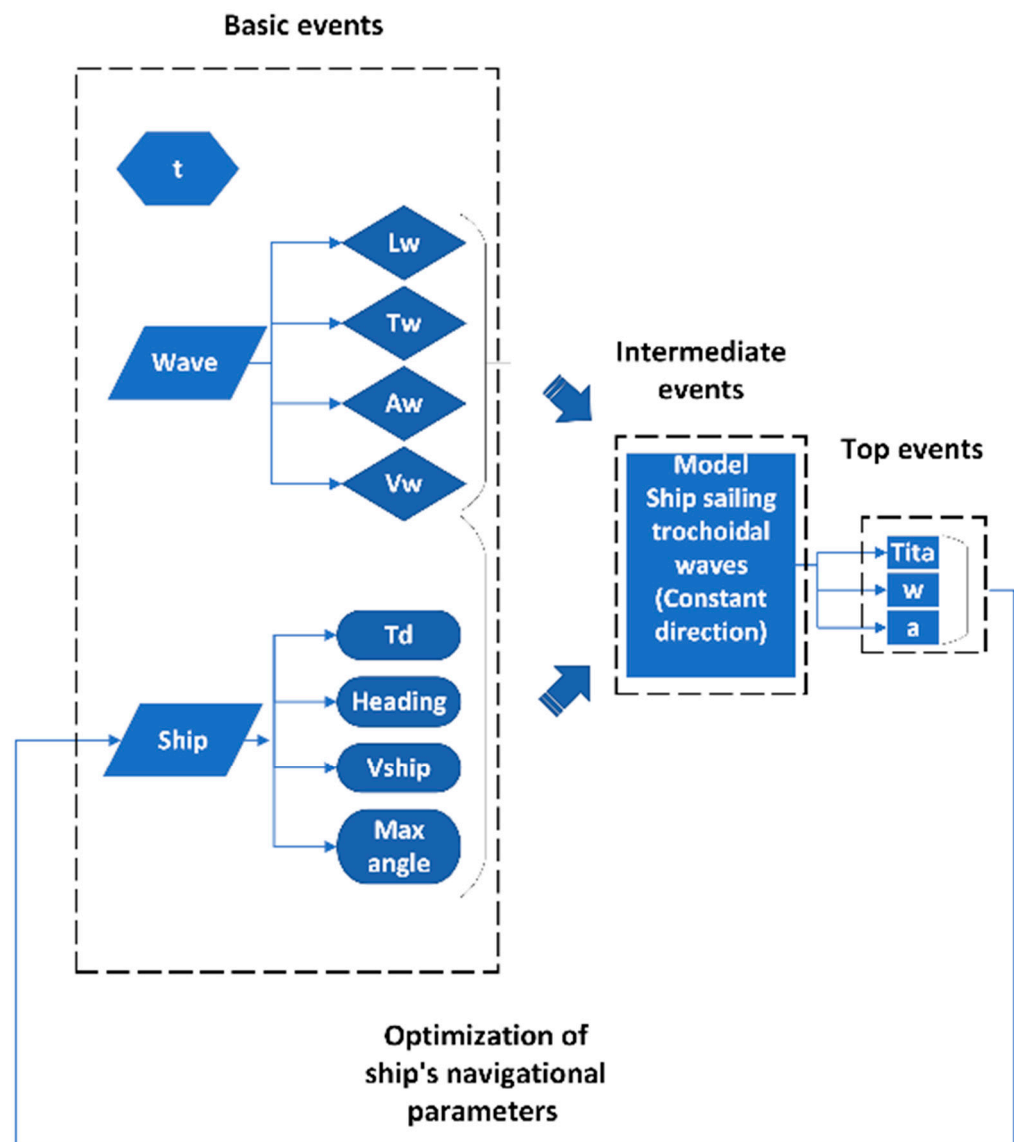 Basic events
t
Lw
Tw
Wave
Aw
Vw
Intermediate
events
Model
Ship sailing
trochoidal
waves
(Constant
direction)
Top events
Tita
w
a
Td
Heading
Ship
Vship
Max
angle
Optimization of
ship's navigational
parameters